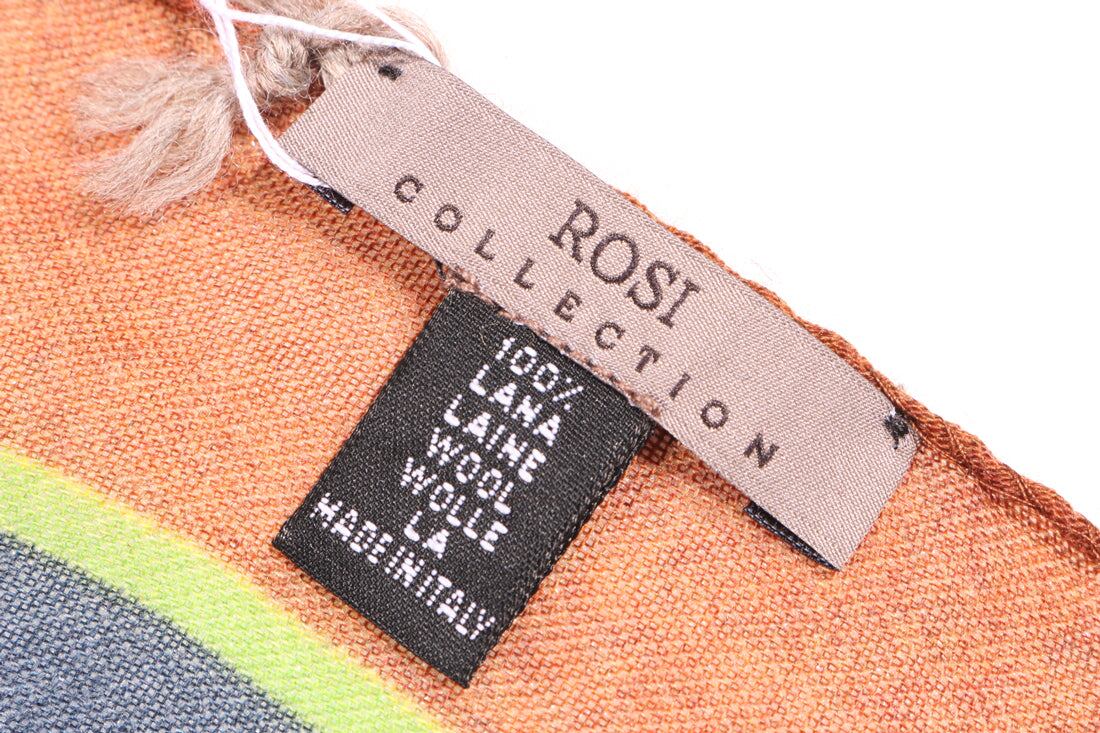 ROSI
COLLECTION
100%
LANA
LAINE
WOOL
WOLLE
LA
MADE IN ITALY